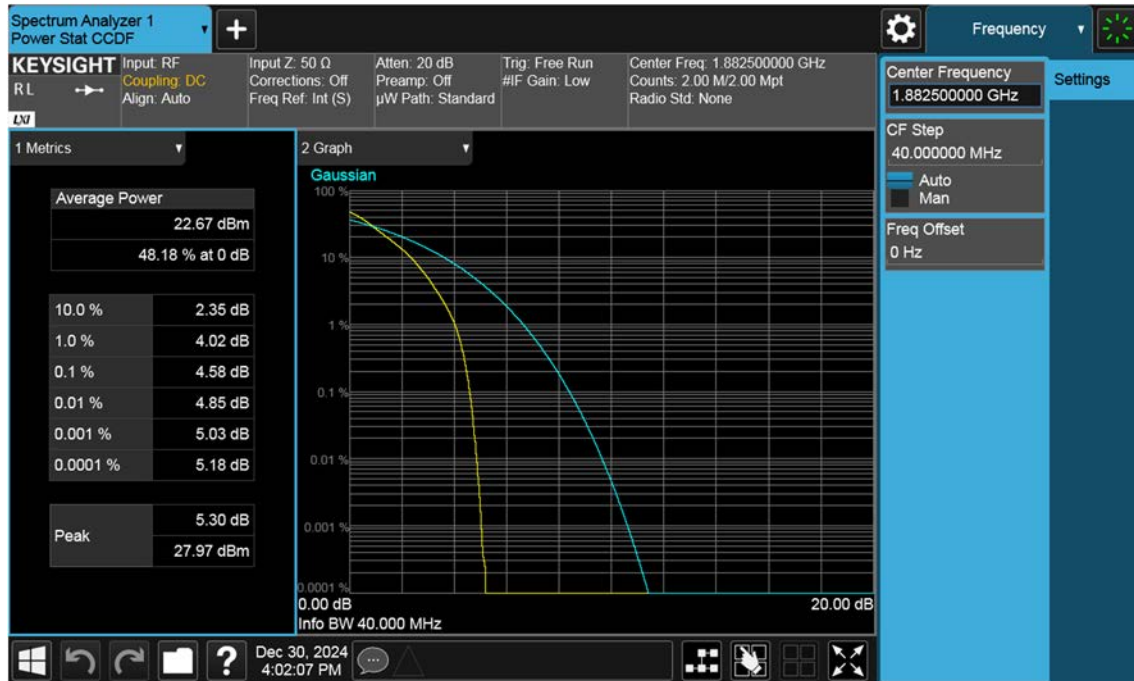 Spectrum Analyzer 1
Power Stat CCDF
Frequency
KEYSIGHT
R L
LXI
Input: RF
Coupling: DC
Align: Auto
Input Z: 50 Ω
Corrections: Off
Freq Ref: Int (S)
Atten: 20 dB
Preamp: Off
µW Path: Standard
Trig: Free Run
#IF Gain: Low
Center Freq: 1.882500000 GHz
Counts: 2.00 M/2.00 Mpt
Radio Std: None
Center Frequency
1.882500000 GHz
Settings
CF Step
40.000000 MHz
Auto
Man
Freq Offset
0 Hz
1 Metrics
Average Power
22.67 dBm
48.18 % at 0 dB
10.0 % 2.35 dB
1.0 % 4.02 dB
0.1 % 4.58 dB
0.01 % 4.85 dB
0.001 % 5.03 dB
0.0001 % 5.18 dB
Peak
5.30 dB
27.97 dBm
2 Graph
Gaussian
100 %
10 %
1 %
0.1 %
0.01 %
0.001 %
0.0001 %
0.00 dB 20.00 dB
Info BW 40.000 MHz
?
Dec 30, 2024
4:02:07 PM